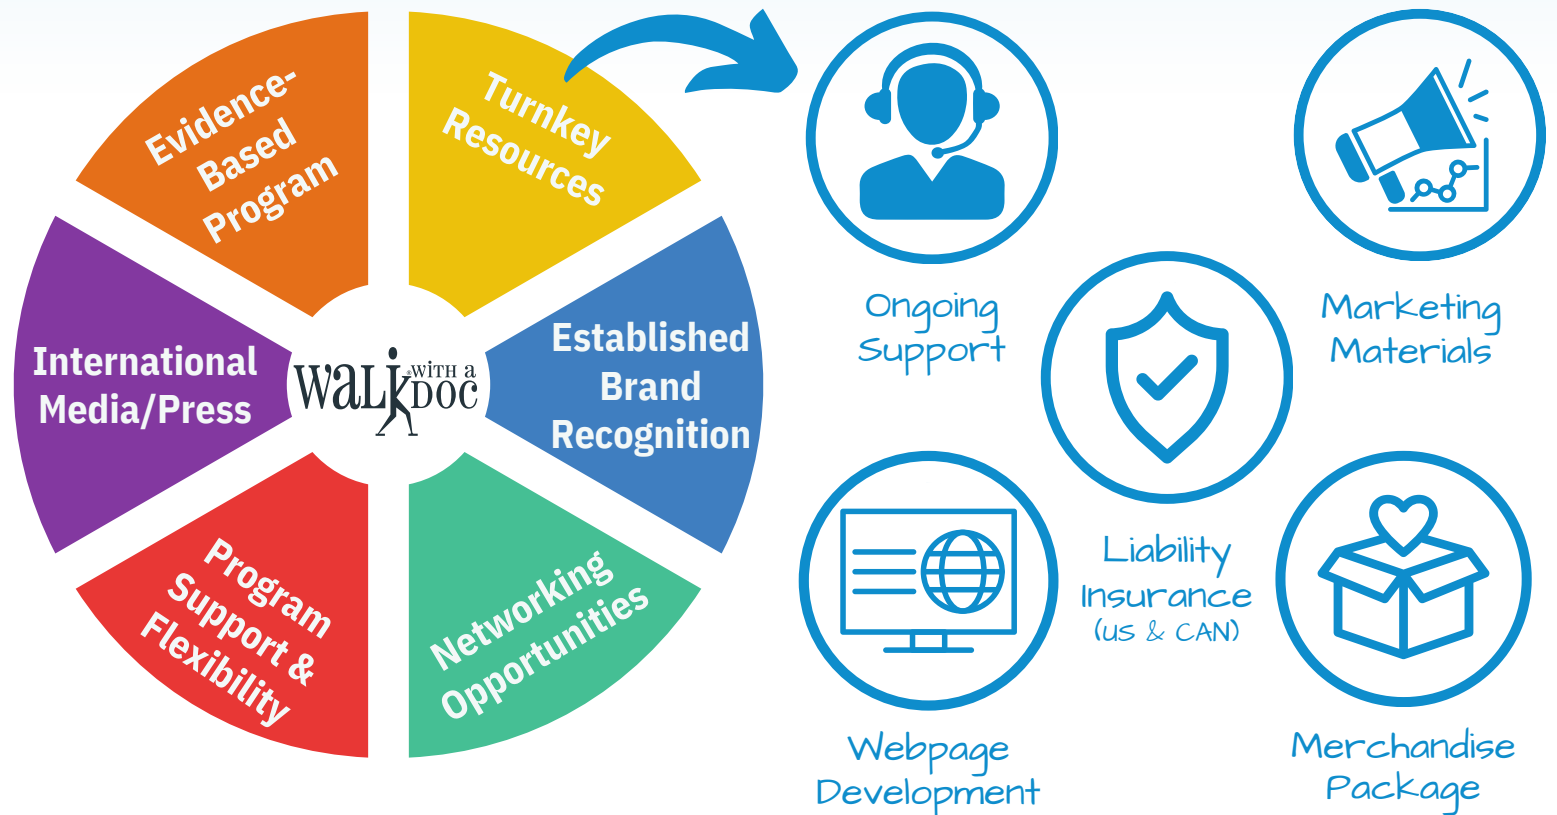 Evidence-
Based
Program
Turnkey
Resources
International
Media/Press
WALK WITH A
DOC
®
Established
Brand
Recognition
Program
Support &
Flexibility
Networking
Opportunities
Ongoing
Support
Marketing
Materials
Liability
Insurance
(US & CAN)
Webpage
Development
Merchandise
Package